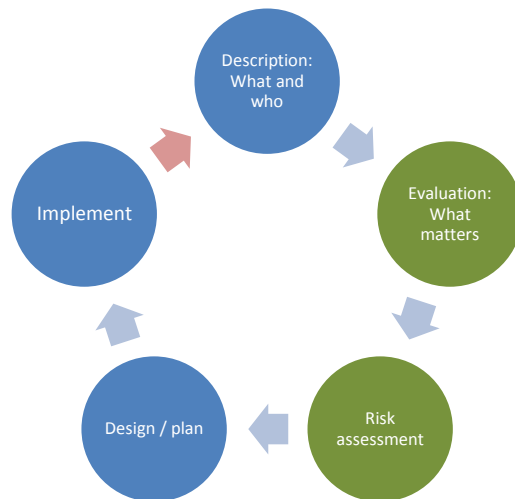 Description:
What and
who
Evaluation:
What
matters
Risk
assessment
Design / plan
Implement